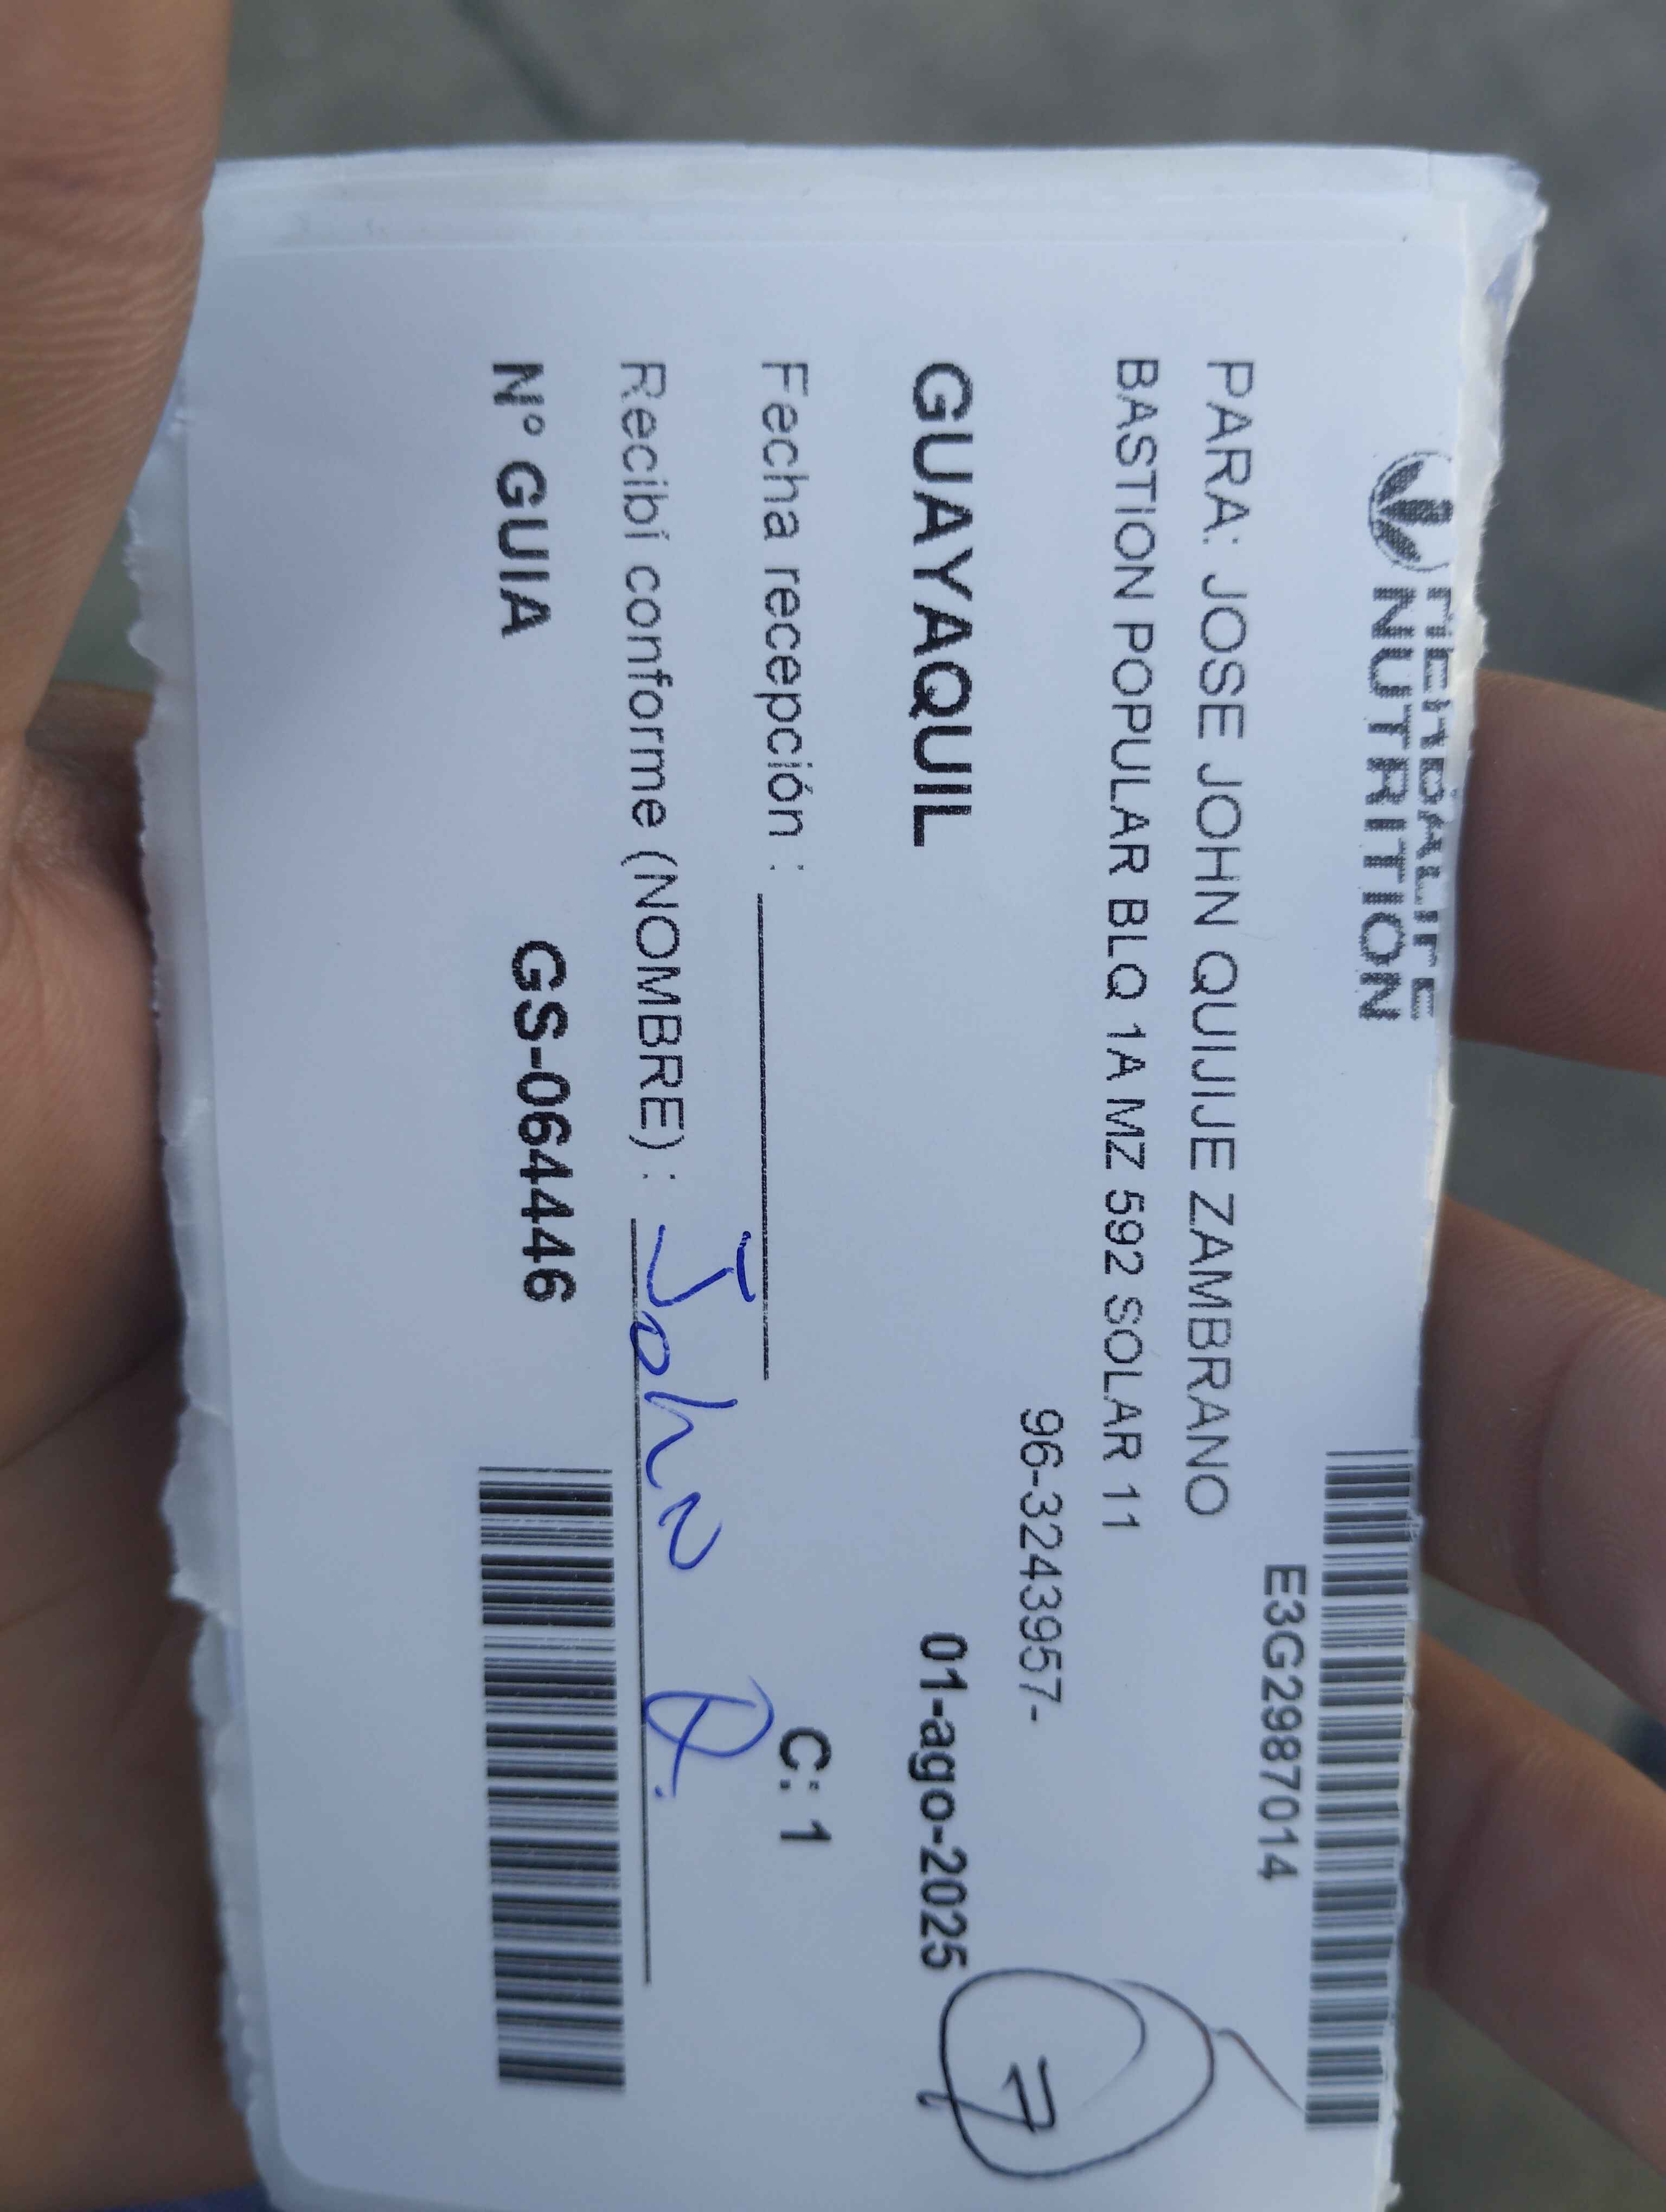 HERBALIFE
NUTRITION
E3G2987014
PARA: JOSE JOHN QUIJIJE ZAMBRANO
BASTION POPULAR BLQ 1A MZ 592 SOLAR 11
96-3243957-
GUAYAQUIL 01-ago-2025
7
Fecha recepción : C: 1
Recibí conforme (NOMBRE) : John Q.
N° GUIA GS-06446